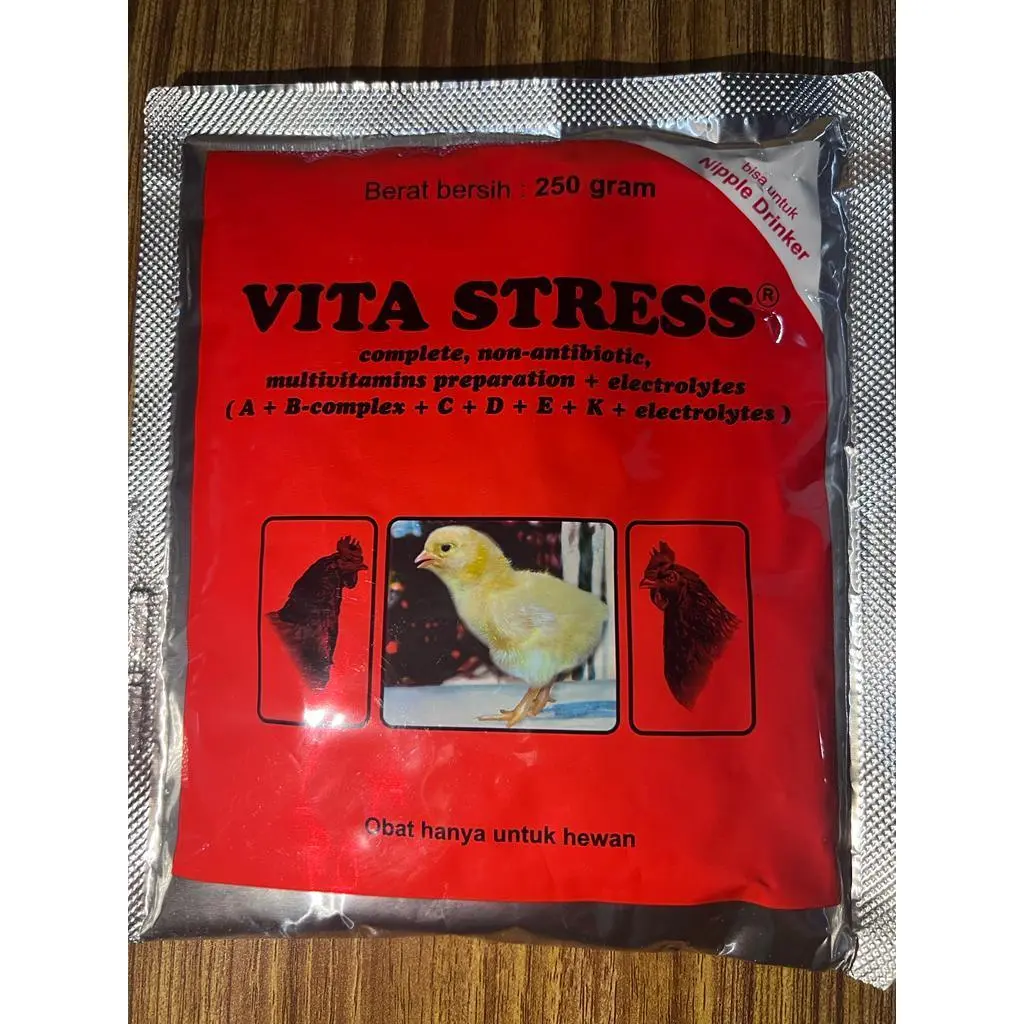 Berat bersih : 250 gram
bisa untuk
Nipple Drinker
VITA STRESS®
complete, non-antibiotic,
multivitamins preparation + electrolytes
( A + B-complex + C + D + E + K + electrolytes )
Obat hanya untuk hewan